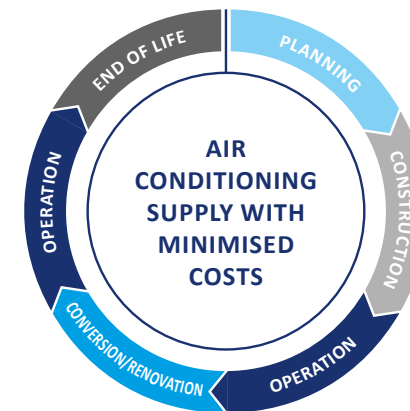 PLANNING
CONSTRUCTION
OPERATION
CONVERSION/RENOVATION
OPERATION
END OF LIFE
AIR
CONDITIONING
SUPPLY WITH
MINIMISED
COSTS